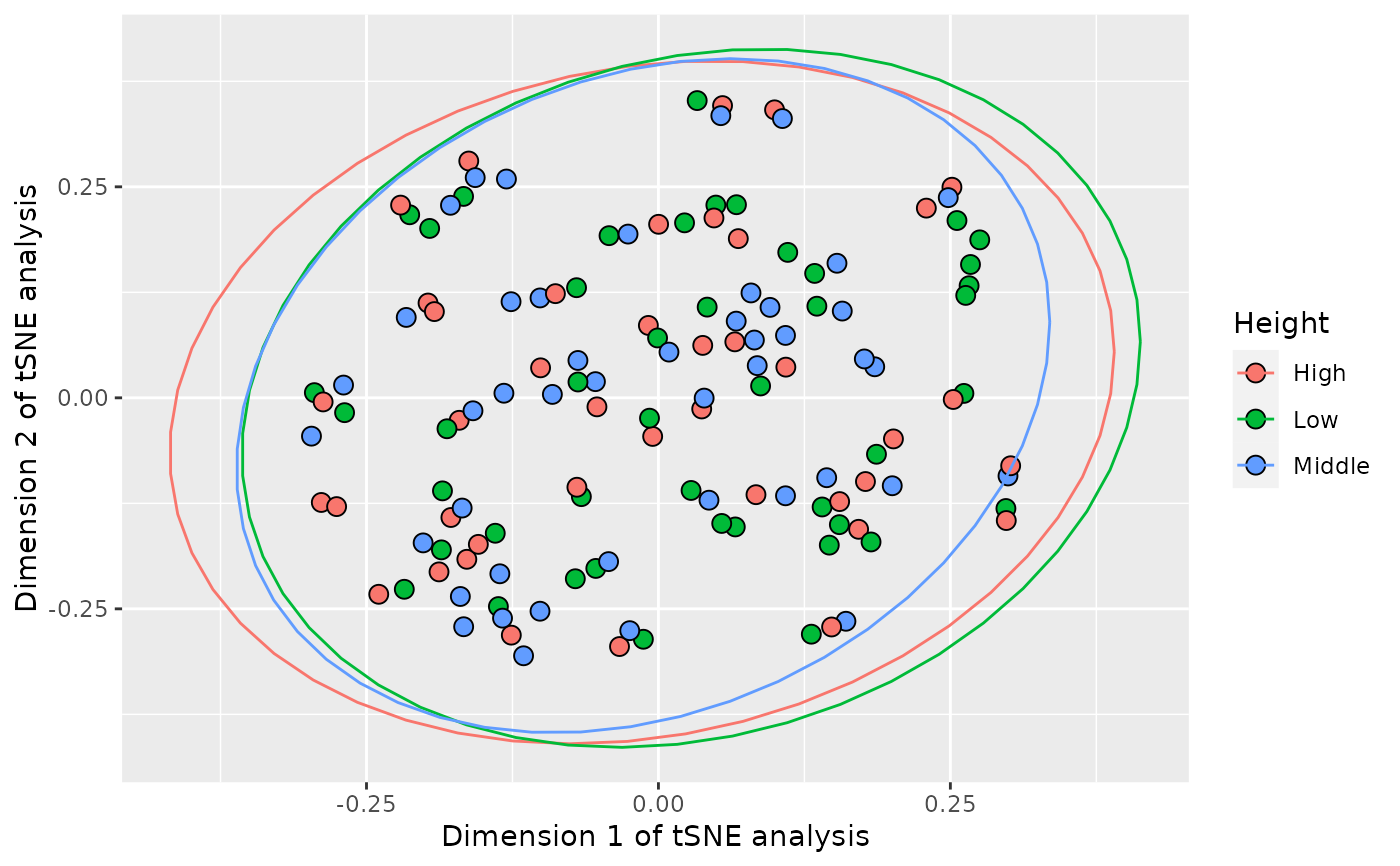 Dimension 2 of tSNE analysis
0.25
0.00
-0.25
-0.25
0.00
0.25
Dimension 1 of tSNE analysis
Height
High
Low
Middle